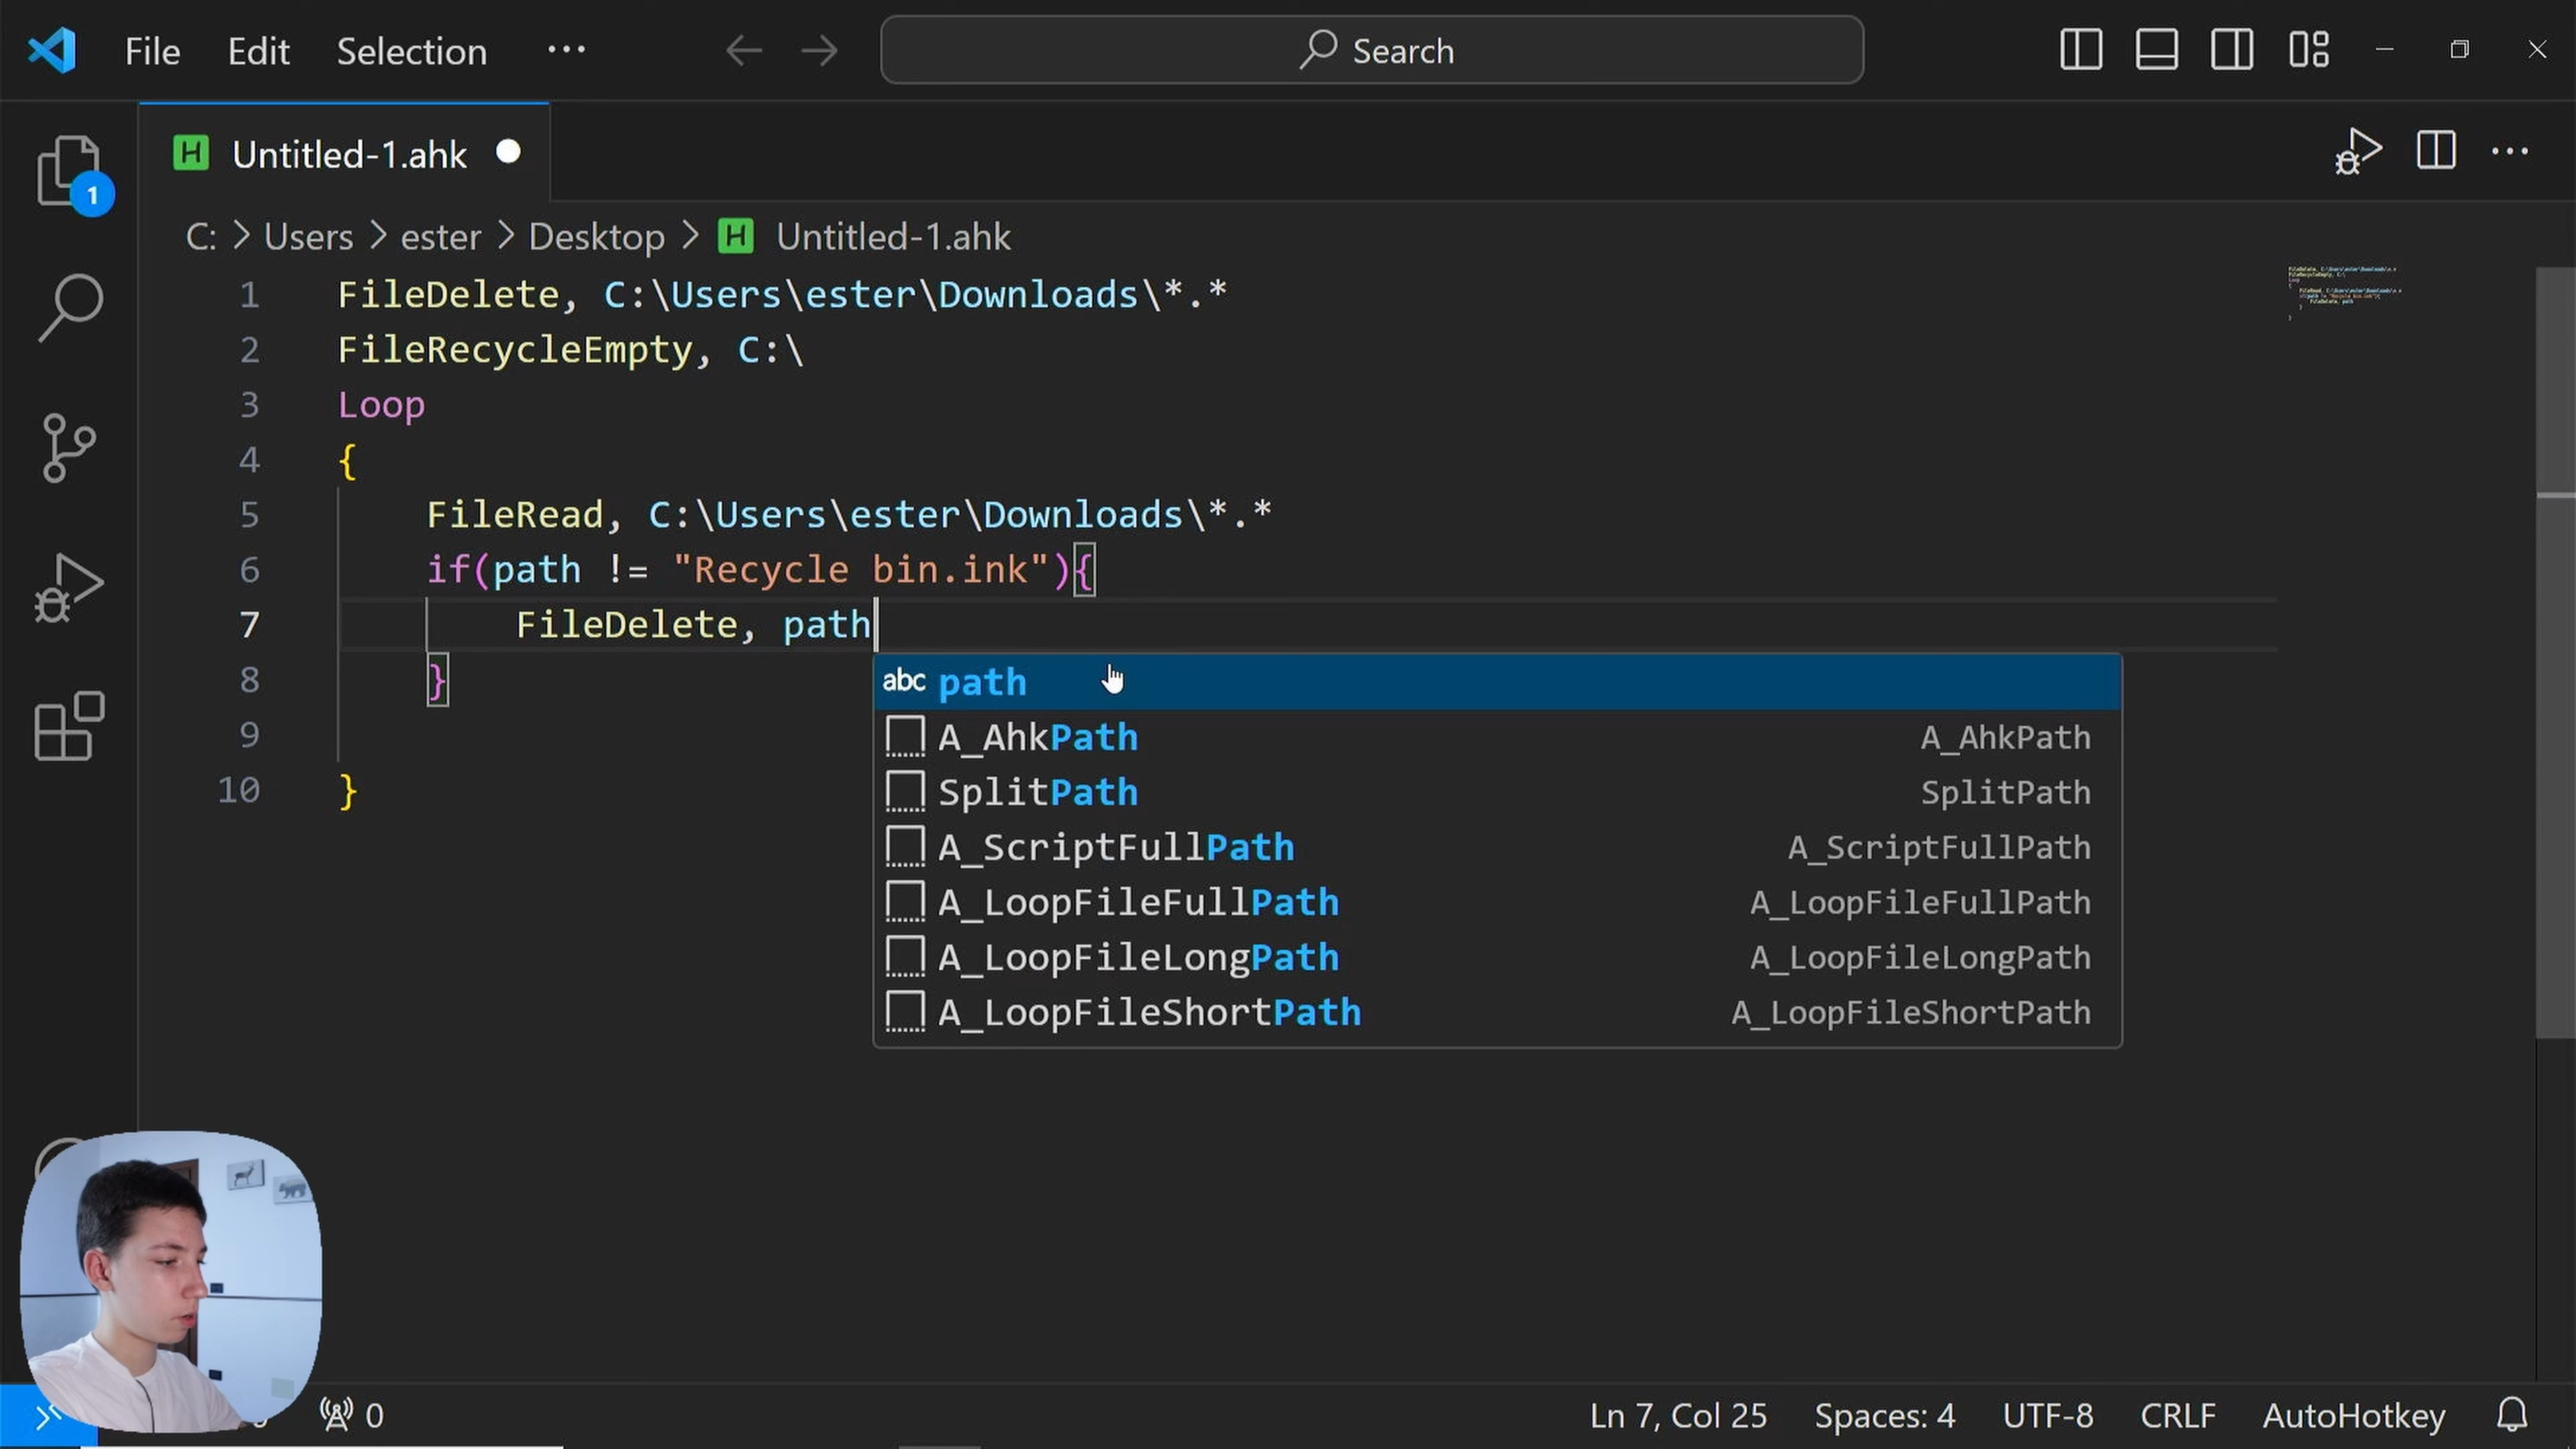 File Edit Selection ··· Search
H Untitled-1.ahk
1
C: > Users > ester > Desktop > H Untitled-1.ahk
1 FileDelete, C:\Users\ester\Downloads\*.*
2 FileRecycleEmpty, C:\
3 Loop
4 {
5 FileRead, C:\Users\ester\Downloads\*.*
6 if(path != "Recycle bin.ink"){
7 FileDelete, path
8 }
9
10 }
abc path
A_AhkPath A_AhkPath
SplitPath SplitPath
A_ScriptFullPath A_ScriptFullPath
A_LoopFileFullPath A_LoopFileFullPath
A_LoopFileLongPath A_LoopFileLongPath
A_LoopFileShortPath A_LoopFileShortPath
0 Ln 7, Col 25 Spaces: 4 UTF-8 CRLF AutoHotkey